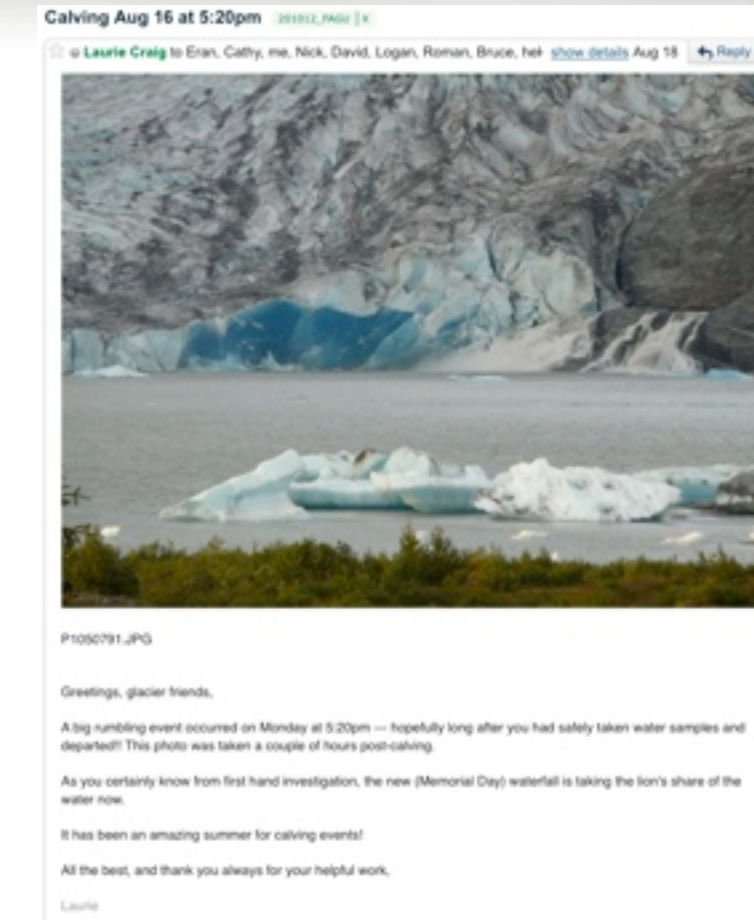 Calving Aug 16 at 5:20pm
Laurie Craig to Eran, Cathy, me, Nick, David, Logan, Roman, Bruce, show details Aug 18 Reply
P1050791.JPG
Greetings, glacier friends,
A big rumbling event occurred on Monday at 5:20pm — hopefully long after you had safely taken water samples and
departed!! This photo was taken a couple of hours post-calving.
As you certainly know from first hand investigation, the new (Memorial Day) waterfall is taking the lion's share of the
water now.
It has been an amazing summer for calving events!
All the best, and thank you always for your helpful work,
Laurie